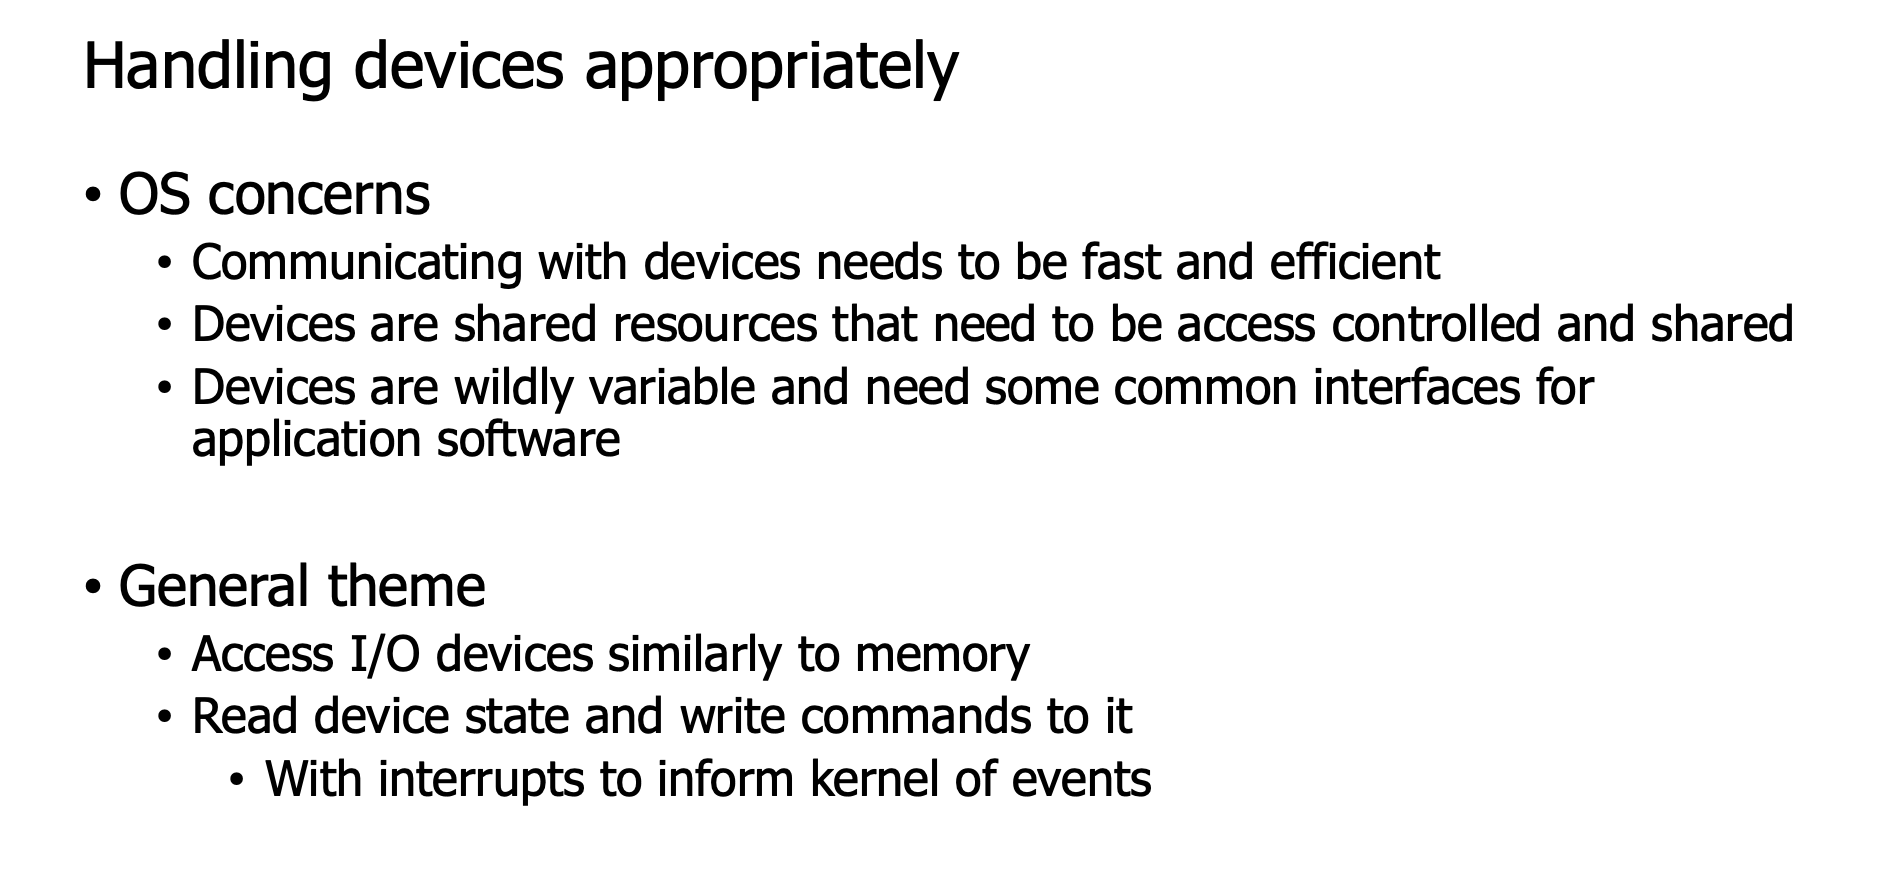 Handling devices appropriately
• OS concerns
• Communicating with devices needs to be fast and efficient
• Devices are shared resources that need to be access controlled and shared
• Devices are wildly variable and need some common interfaces for
application software
• General theme
• Access I/O devices similarly to memory
• Read device state and write commands to it
• With interrupts to inform kernel of events